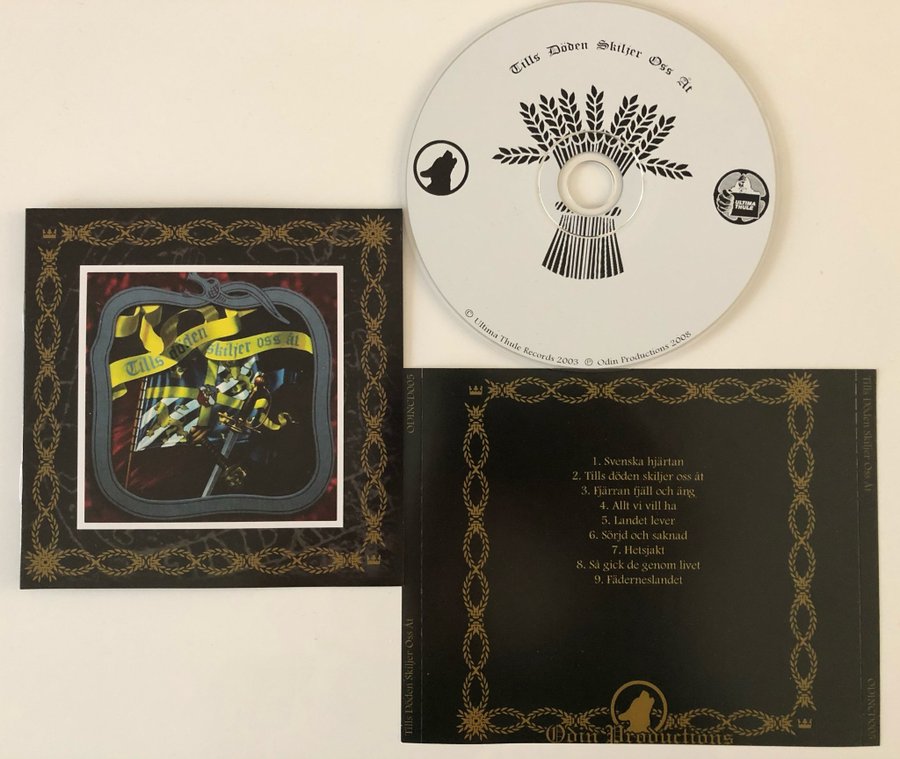 Tills Döden Skiljer Oss Åt
ULTIMA
THULE
© Ultima Thule Records 2003 ℗ Odin Productions 2008
Tills döden skiljer oss åt
ODINCD005
Tills Döden Skiljer Oss Åt
1. Svenska hjärtan
2. Tills döden skiljer oss åt
3. Fjärran fjäll och äng
4. Allt vi vill ha
5. Landet lever
6. Sörjd och saknad
7. Hetsjakt
8. Så gick de genom livet
9. Fäderneslandet
Tills Döden Skiljer Oss Åt
ODINCD005
Odin Productions